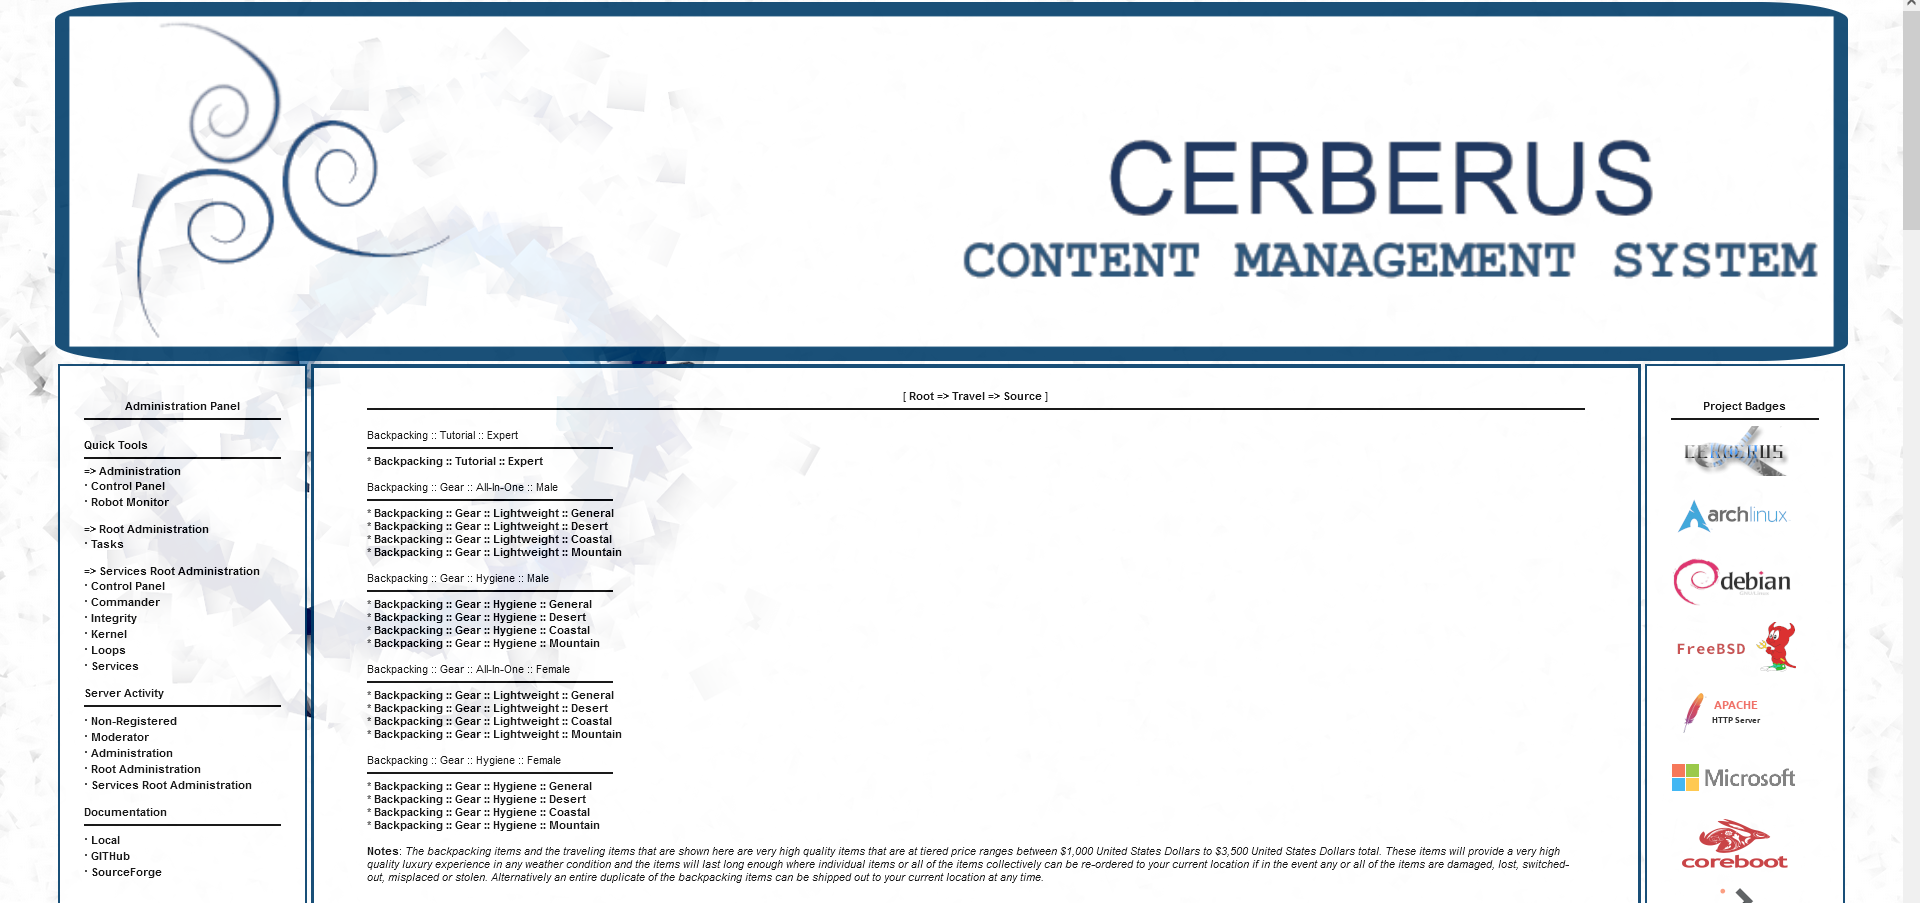 CERBERUS
CONTENT MANAGEMENT SYSTEM
Administration Panel
Quick Tools
=> Administration
· Control Panel
· Robot Monitor
=> Root Administration
· Tasks
=> Services Root Administration
· Control Panel
· Commander
· Integrity
· Kernel
· Loops
· Services
Server Activity
· Non-Registered
· Moderator
· Administration
· Root Administration
· Services Root Administration
Documentation
· Local
· GITHub
· SourceForge
[ Root => Travel => Source ]
Backpacking :: Tutorial :: Expert
* Backpacking :: Tutorial :: Expert
Backpacking :: Gear :: All-In-One :: Male
* Backpacking :: Gear :: Lightweight :: General
* Backpacking :: Gear :: Lightweight :: Desert
* Backpacking :: Gear :: Lightweight :: Coastal
* Backpacking :: Gear :: Lightweight :: Mountain
Backpacking :: Gear :: Hygiene :: Male
* Backpacking :: Gear :: Hygiene :: General
* Backpacking :: Gear :: Hygiene :: Desert
* Backpacking :: Gear :: Hygiene :: Coastal
* Backpacking :: Gear :: Hygiene :: Mountain
Backpacking :: Gear :: All-In-One :: Female
* Backpacking :: Gear :: Lightweight :: General
* Backpacking :: Gear :: Lightweight :: Desert
* Backpacking :: Gear :: Lightweight :: Coastal
* Backpacking :: Gear :: Lightweight :: Mountain
Backpacking :: Gear :: Hygiene :: Female
* Backpacking :: Gear :: Hygiene :: General
* Backpacking :: Gear :: Hygiene :: Desert
* Backpacking :: Gear :: Hygiene :: Coastal
* Backpacking :: Gear :: Hygiene :: Mountain
Notes: The backpacking items and the traveling items that are shown here are very high quality items that are at tiered price ranges between $1,000 United States Dollars to $3,500 United States Dollars total. These items will provide a very high
quality luxury experience in any weather condition and the items will last long enough where individual items or all of the items collectively can be re-ordered to your current location if in the event any or all of the items are damaged, lost, switched-
out, misplaced or stolen. Alternatively an entire duplicate of the backpacking items can be shipped out to your current location at any time.
Project Badges
CERBERUS
archlinux
debian
FreeBSD
APACHE
HTTP Server
Microsoft
coreboot